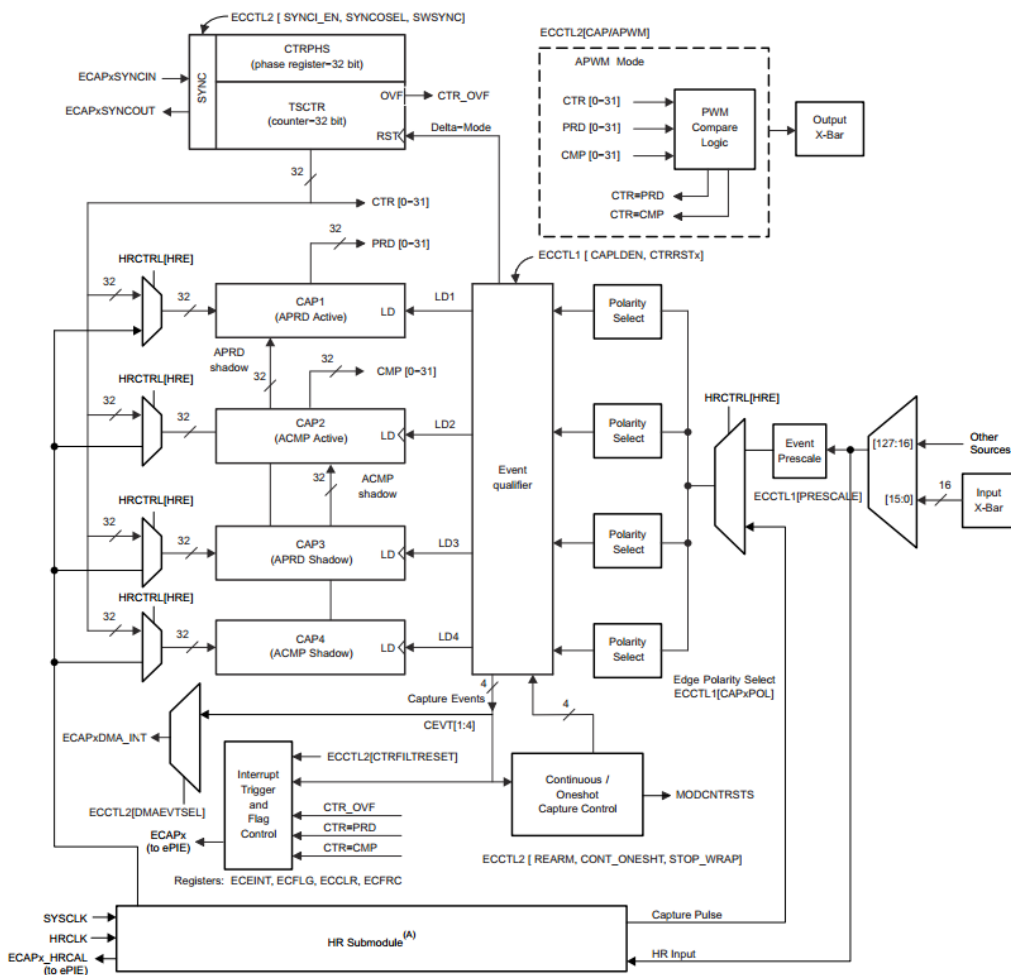 ECCTL2 [ SYNCI_EN, SYNCOSEL, SWSYNC]
ECCTL2[CAP/APWM]
SYNC
CTRPHS
(phase register=32 bit)
APWM Mode
ECAPxSYNCIN
ECAPxSYNCOUT
TSCTR
(counter=32 bit)
OVF
CTR_OVF
RST
Delta−Mode
CTR [0−31]
PRD [0−31]
CMP [0−31]
PWM
Compare
Logic
Output
X-Bar
CTR=PRD
CTR=CMP
32
CTR [0−31]
32
PRD [0−31]
ECCTL1 [ CAPLDEN, CTRRSTx]
HRCTRL[HRE]
32
32
CAP1
(APRD Active)
LD
LD1
Polarity
Select
APRD
shadow
32
32
CMP [0−31]
HRCTRL[HRE]
32
32
CAP2
(ACMP Active)
LD
LD2
Polarity
Select
HRCTRL[HRE]
Event
Prescale
[127:16]
Other
Sources
ECCTL1[PRESCALE]
[15:0]
16
Input
X-Bar
32
ACMP
shadow
Event
qualifier
HRCTRL[HRE]
32
32
CAP3
(APRD Shadow)
LD
LD3
Polarity
Select
HRCTRL[HRE]
32
32
CAP4
(ACMP Shadow)
LD
LD4
Polarity
Select
Edge Polarity Select
ECCTL1[CAPxPOL]
4
Capture Events
CEVT[1:4]
4
ECAPxDMA_INT
ECCTL2[DMAEVTSEL]
ECCTL2[CTRFILTRESET]
Interrupt
Trigger
and
Flag
Control
CTR_OVF
CTR=PRD
CTR=CMP
Continuous /
Oneshot
Capture Control
MODCNTRSTS
ECAPx
(to ePIE)
ECCTL2 [ REARM, CONT_ONESHT, STOP_WRAP]
Registers: ECEINT, ECFLG, ECCLR, ECFRC
SYSCLK
HRCLK
ECAPx_HRCAL
(to ePIE)
HR Submodule(A)
Capture Pulse
HR Input